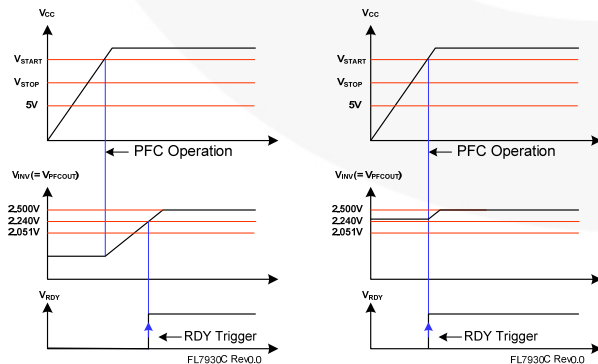 VCC
VSTART
VSTOP
5V
PFC Operation
VINV(=VPFCOUT)
2.500V
2.240V
2.051V
VRDY
RDY Trigger
FL7930C Rev0.0
VCC
VSTART
VSTOP
5V
PFC Operation
VINV(=VPFCOUT)
2.500V
2.240V
2.051V
VRDY
RDY Trigger
FL7930C Rev0.0